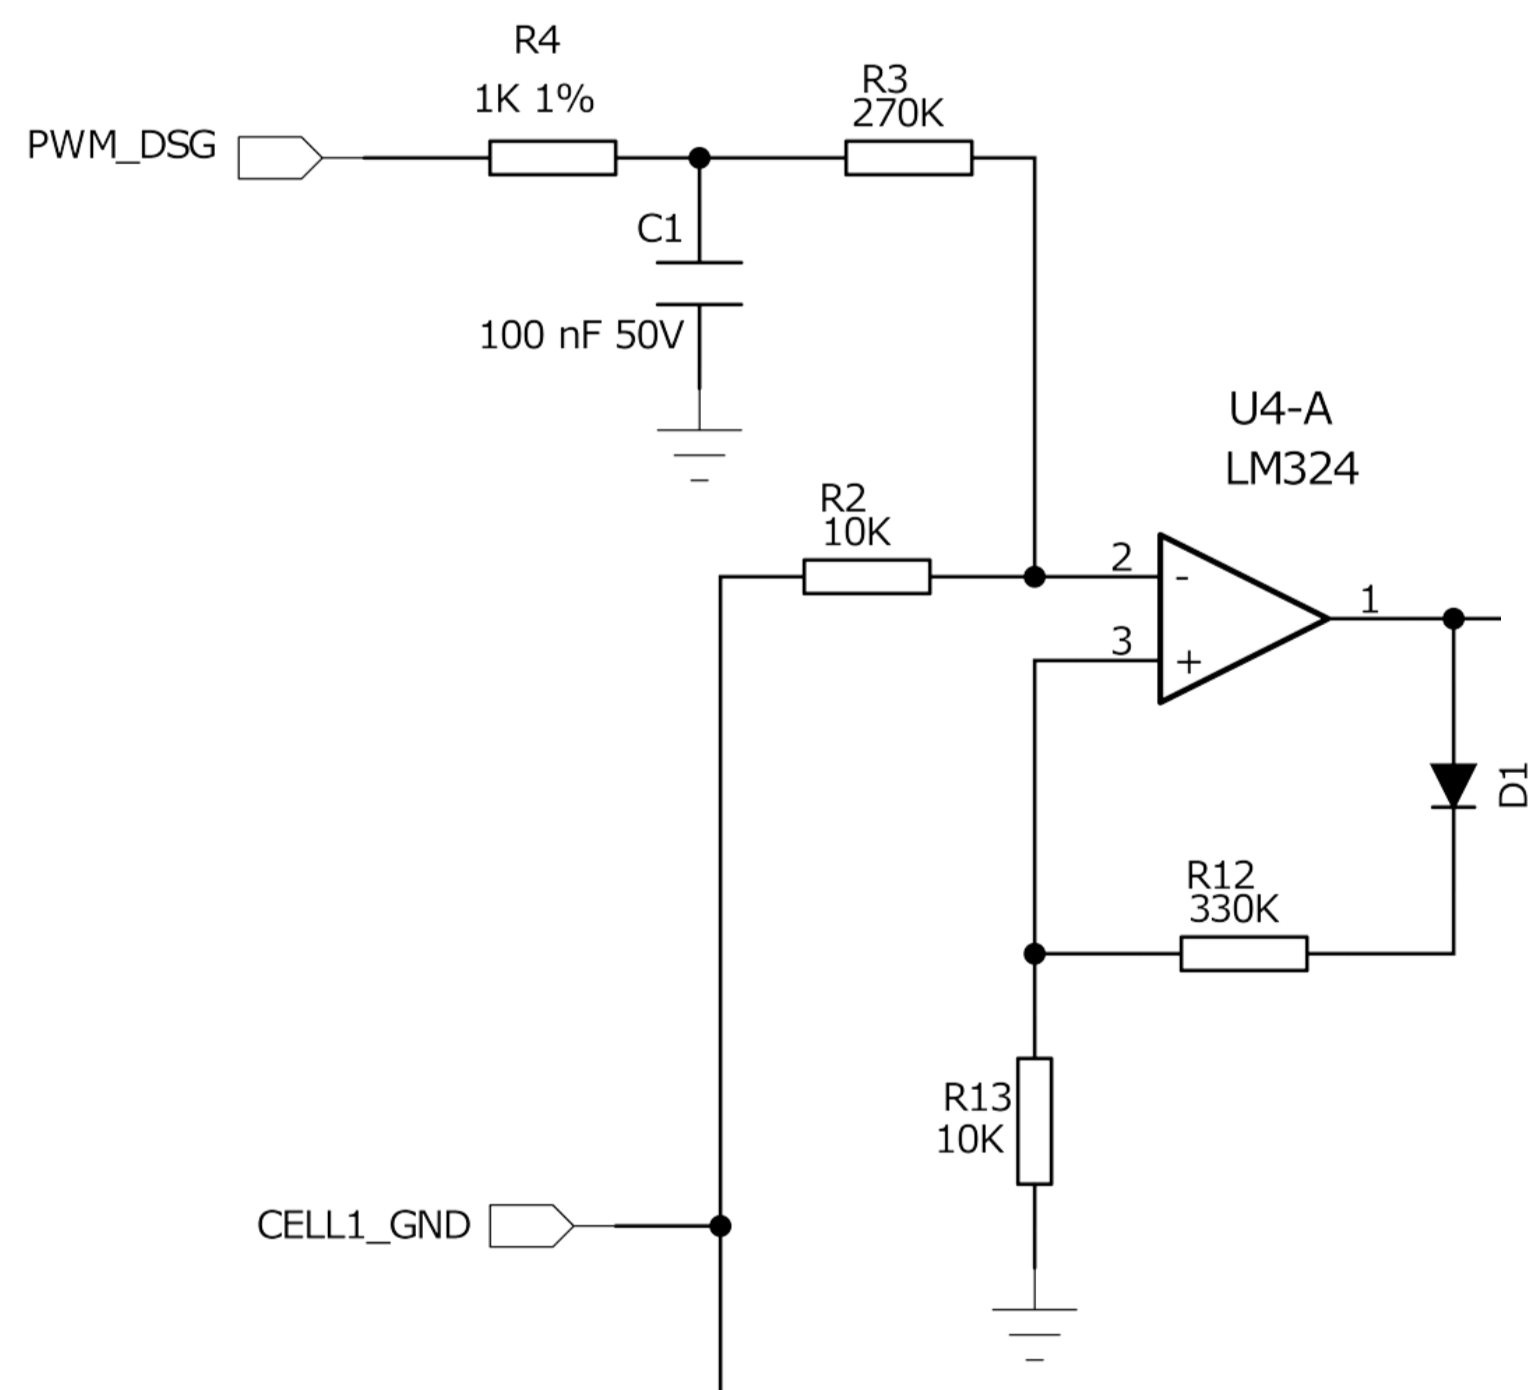 R4
1K 1%
R3
270K
PWM_DSG
C1
100 nF 50V
U4-A
LM324
R2
10K
2
-
1
3
+
D1
R12
330K
R13
10K
CELL1_GND